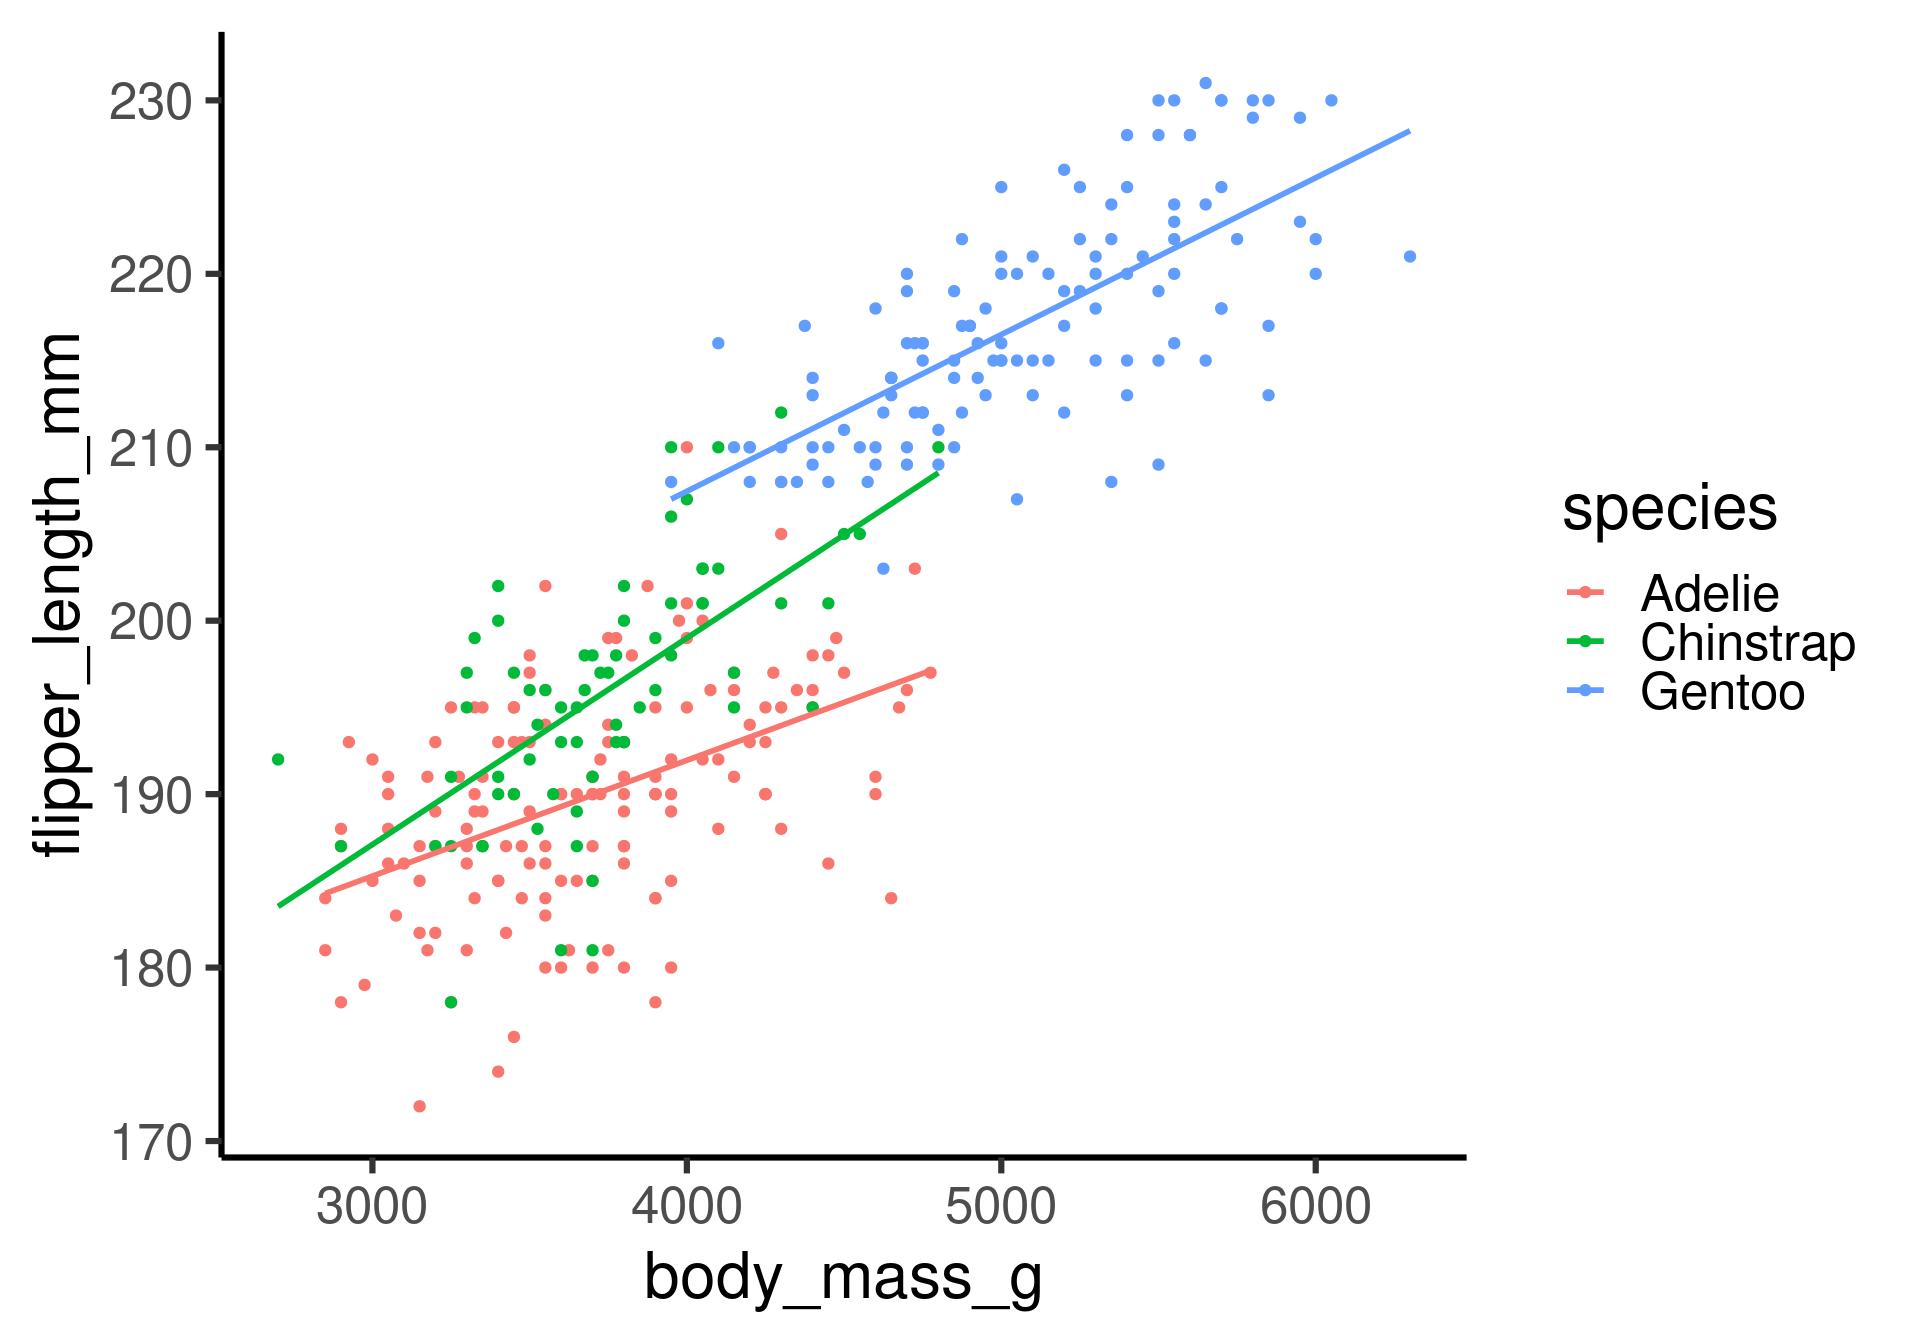 230
220
210
200
190
180
170
flipper_length_mm
3000 4000 5000 6000
body_mass_g
species
Adelie
Chinstrap
Gentoo